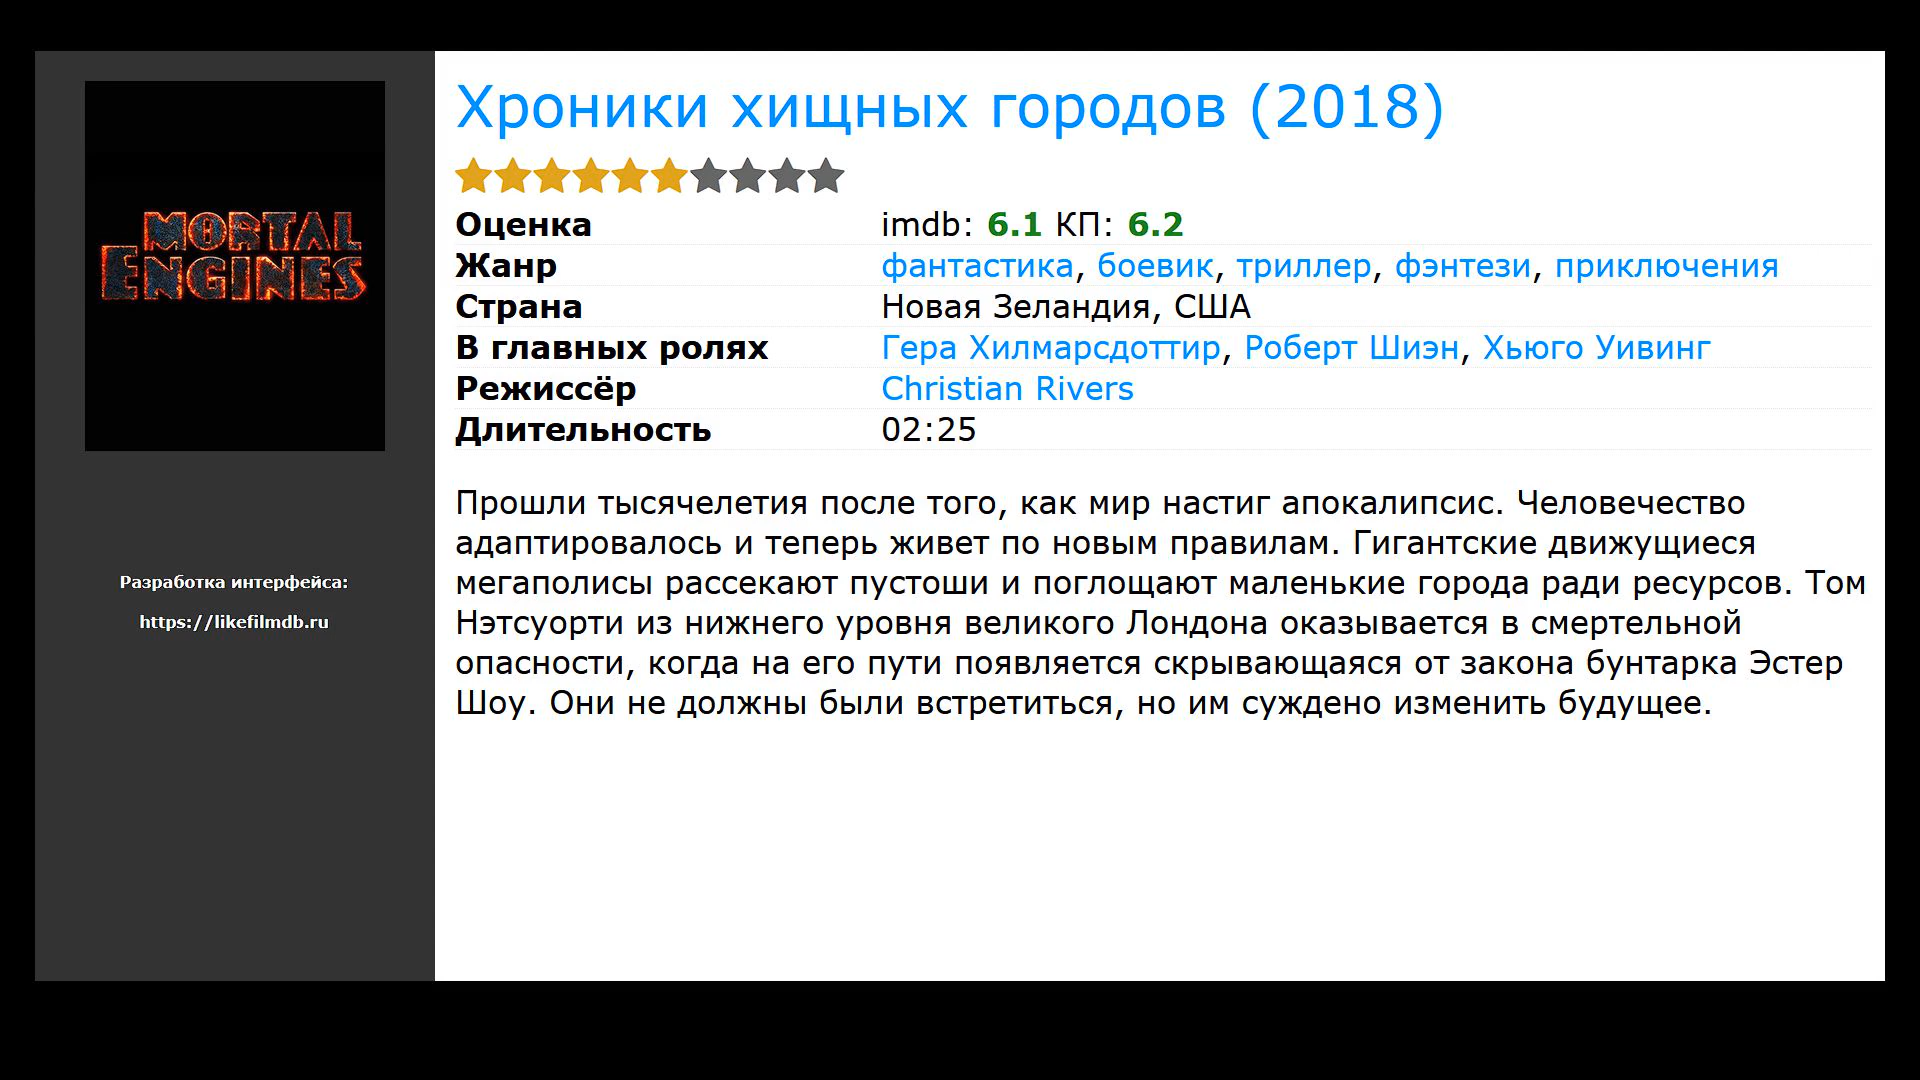 MORTAL
ENGINES
Разработка интерфейса:
https://likefilmdb.ru
Хроники хищных городов (2018)
Оценка imdb: 6.1 КП: 6.2
Жанр фантастика, боевик, триллер, фэнтези, приключения
Страна Новая Зеландия, США
В главных ролях Гера Хилмарсдоттир, Роберт Шиэн, Хьюго Уивинг
Режиссёр Christian Rivers
Длительность 02:25
Прошли тысячелетия после того, как мир настиг апокалипсис. Человечество
адаптировалось и теперь живет по новым правилам. Гигантские движущиеся
мегаполисы рассекают пустоши и поглощают маленькие города ради ресурсов. Том
Нэтсуорти из нижнего уровня великого Лондона оказывается в смертельной
опасности, когда на его пути появляется скрывающаяся от закона бунтарка Эстер
Шоу. Они не должны были встретиться, но им суждено изменить будущее.